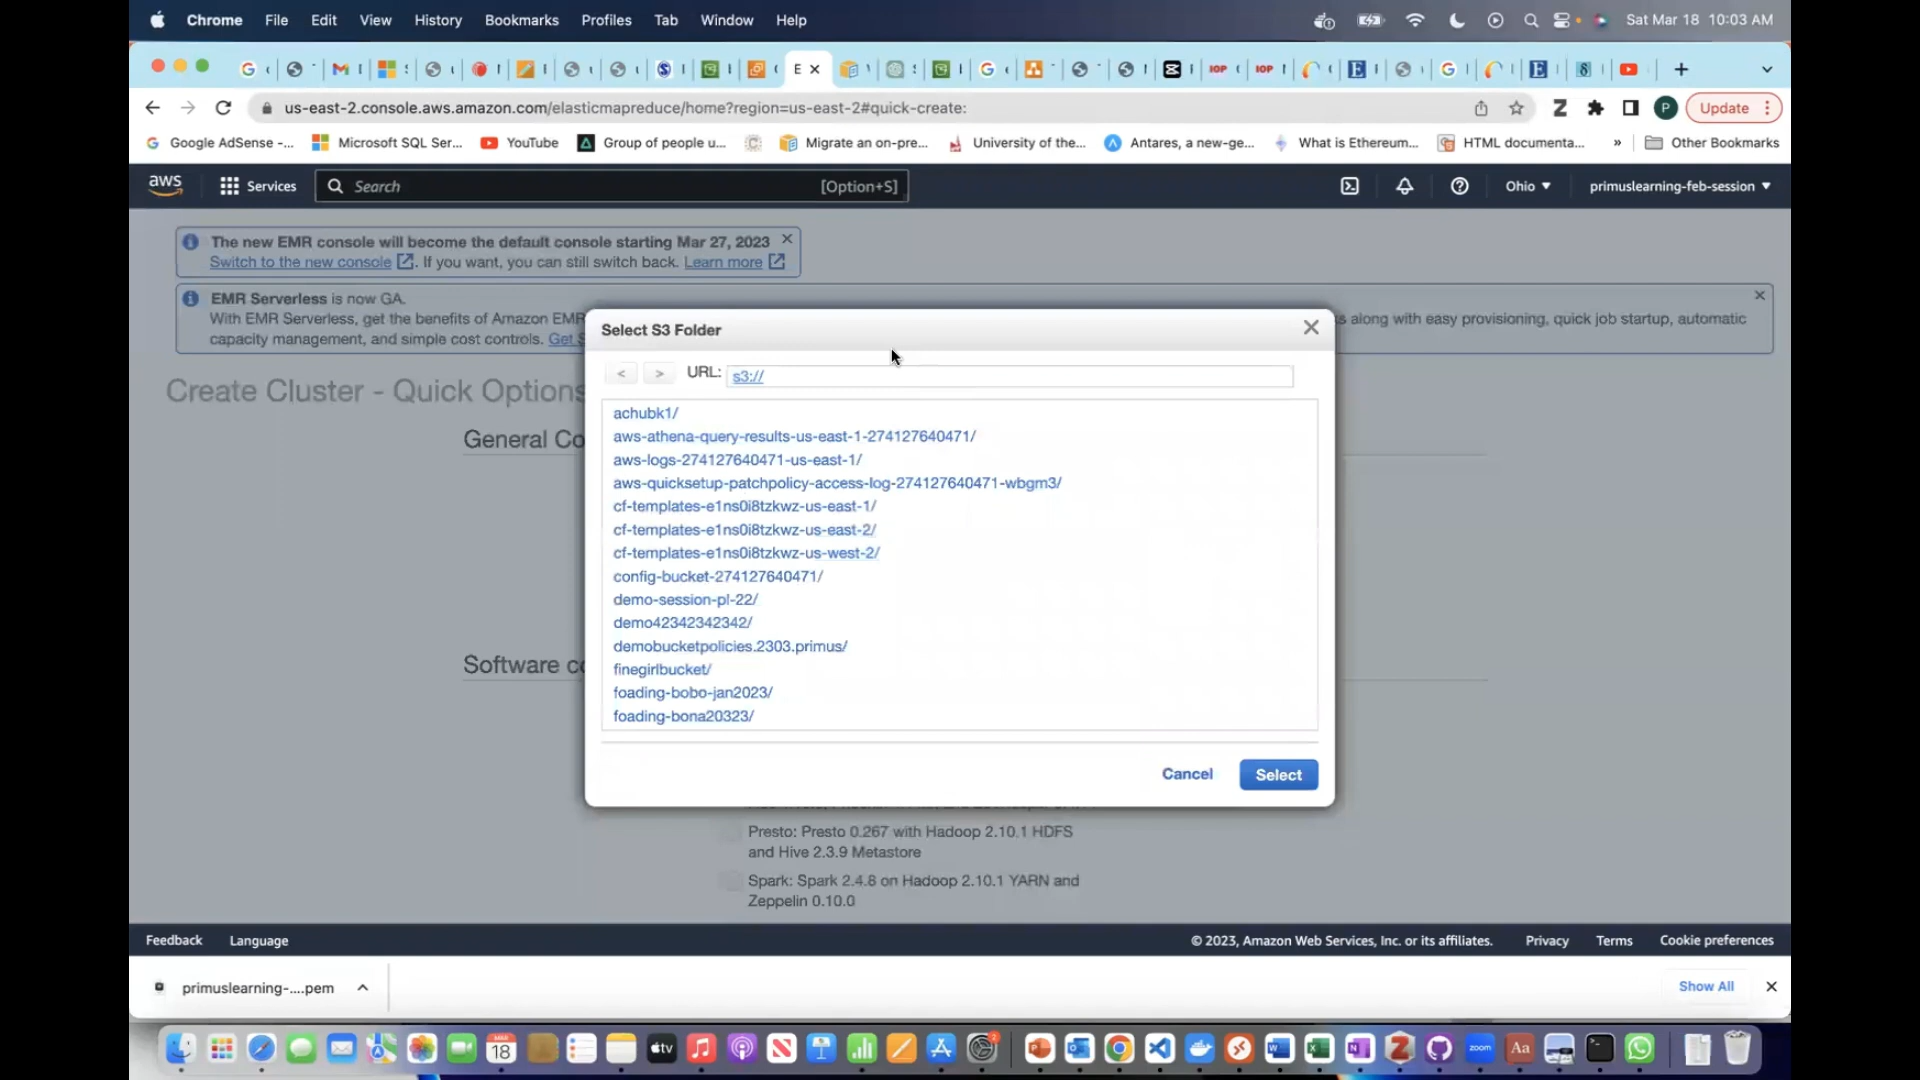 Chrome File Edit View History Bookmarks Profiles Tab Window Help Sat Mar 18 10:03 AM
us-east-2.console.aws.amazon.com/elasticmapreduce/home?region=us-east-2#quick-create: P Update
Google AdSense -... Microsoft SQL Ser... YouTube Group of people u... Migrate an on-pre... University of the... Antares, a new-ge... What is Ethereum... HTML documenta... » Other Bookmarks
aws Services Search [Option+S] Ohio primuslearning-feb-session
The new EMR console will become the default console starting Mar 27, 2023
Switch to the new console . If you want, you can still switch back. Learn more
EMR Serverless is now GA.
With EMR Serverless, get the benefits of Amazon EMR
s along with easy provisioning, quick job startup, automatic
capacity management, and simple cost controls. Get S
Select S3 Folder
< > URL: s3://
Create Cluster - Quick Options
General Co
Software co
achubk1/
aws-athena-query-results-us-east-1-274127640471/
aws-logs-274127640471-us-east-1/
aws-quicksetup-patchpolicy-access-log-274127640471-wbgm3/
cf-templates-e1ns0i8tzkwz-us-east-1/
cf-templates-e1ns0i8tzkwz-us-east-2/
cf-templates-e1ns0i8tzkwz-us-west-2/
config-bucket-274127640471/
demo-session-pl-22/
demo42342342342/
demobucketpolicies.2303.primus/
finegirlbucket/
foading-bobo-jan2023/
foading-bona20323/
Cancel Select
Presto: Presto 0.267 with Hadoop 2.10.1 HDFS
and Hive 2.3.9 Metastore
Spark: Spark 2.4.8 on Hadoop 2.10.1 YARN and
Zeppelin 0.10.0
Feedback Language © 2023, Amazon Web Services, Inc. or its affiliates. Privacy Terms Cookie preferences
primuslearning-....pem Show All
MAR 18 tv zoom Aa